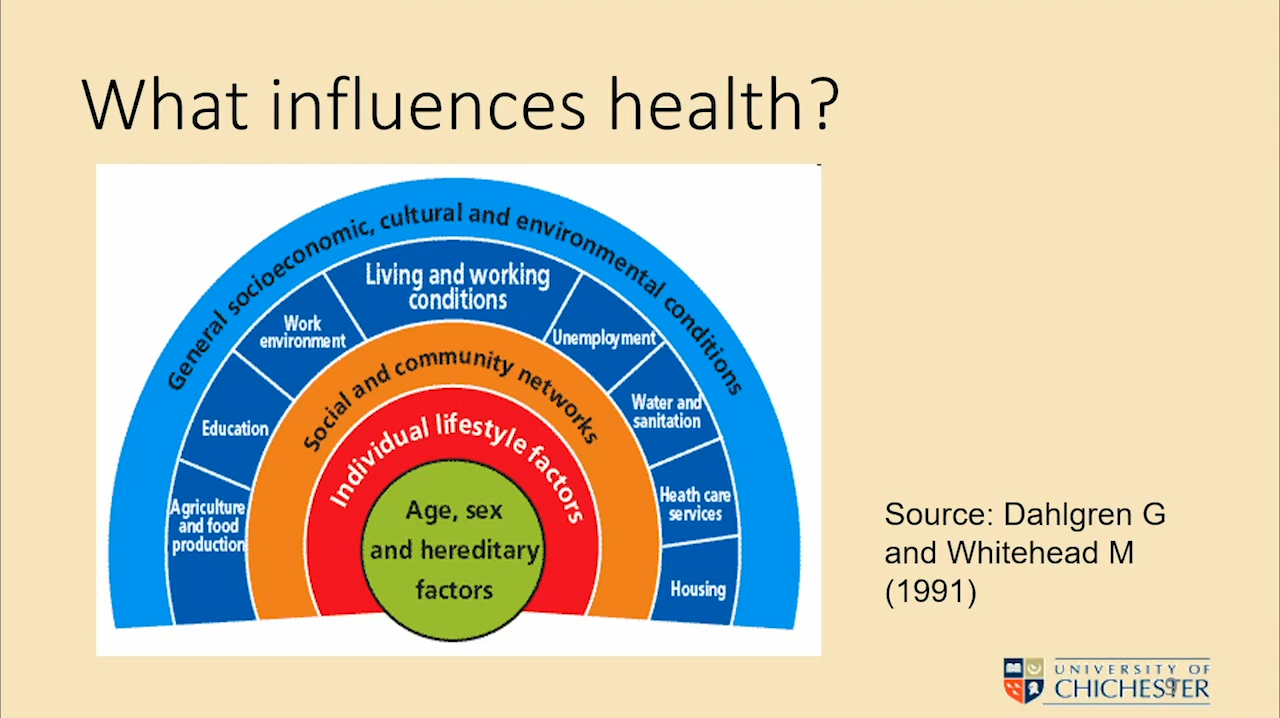 What influences health?
General socioeconomic, cultural and environmental conditions
Living and working
conditions
Work
environment
Unemployment
Education
Water and
sanitation
Agriculture
and food
production
Heath care
services
Housing
Social and community networks
Individual lifestyle factors
Age, sex
and hereditary
factors
Source: Dahlgren G
and Whitehead M
(1991)
UNIVERSITY OF
CHICHESTER
9